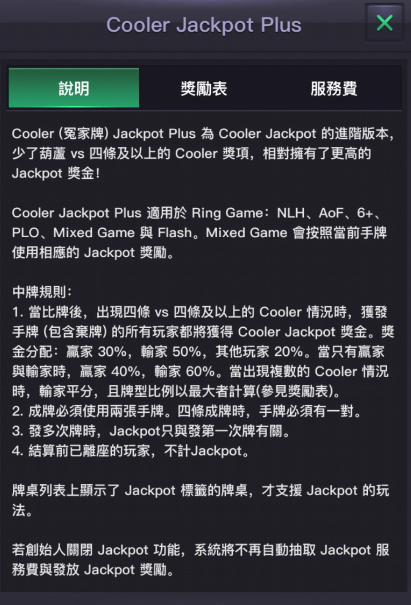 Cooler Jackpot Plus
說明 獎勵表 服務費
Cooler (冤家牌) Jackpot Plus 為 Cooler Jackpot 的進階版本,
少了葫蘆 vs 四條及以上的 Cooler 獎項，相對擁有了更高的
Jackpot 獎金!
Cooler Jackpot Plus 適用於 Ring Game：NLH、AoF、6+、
PLO、Mixed Game 與 Flash。Mixed Game 會按照當前手牌
使用相應的 Jackpot 獎勵。
中牌規則：
1. 當比牌後，出現四條 vs 四條及以上的 Cooler 情況時，獲發
手牌 (包含棄牌) 的所有玩家都將獲得 Cooler Jackpot 獎金。獎
金分配：贏家 30%，輸家 50%，其他玩家 20%。當只有贏家
與輸家時，贏家 40%，輸家 60%。當出現複數的 Cooler 情況
時，輸家平分，且牌型比例以最大者計算(參見獎勵表)。
2. 成牌必須使用兩張手牌。四條成牌時，手牌必須有一對。
3. 發多次牌時，Jackpot只與發第一次牌有關。
4. 結算前已離座的玩家，不計Jackpot。
牌桌列表上顯示了 Jackpot 標籤的牌桌，才支援 Jackpot 的玩
法。
若創始人關閉 Jackpot 功能，系統將不再自動抽取 Jackpot 服
務費與發放 Jackpot 獎勵。